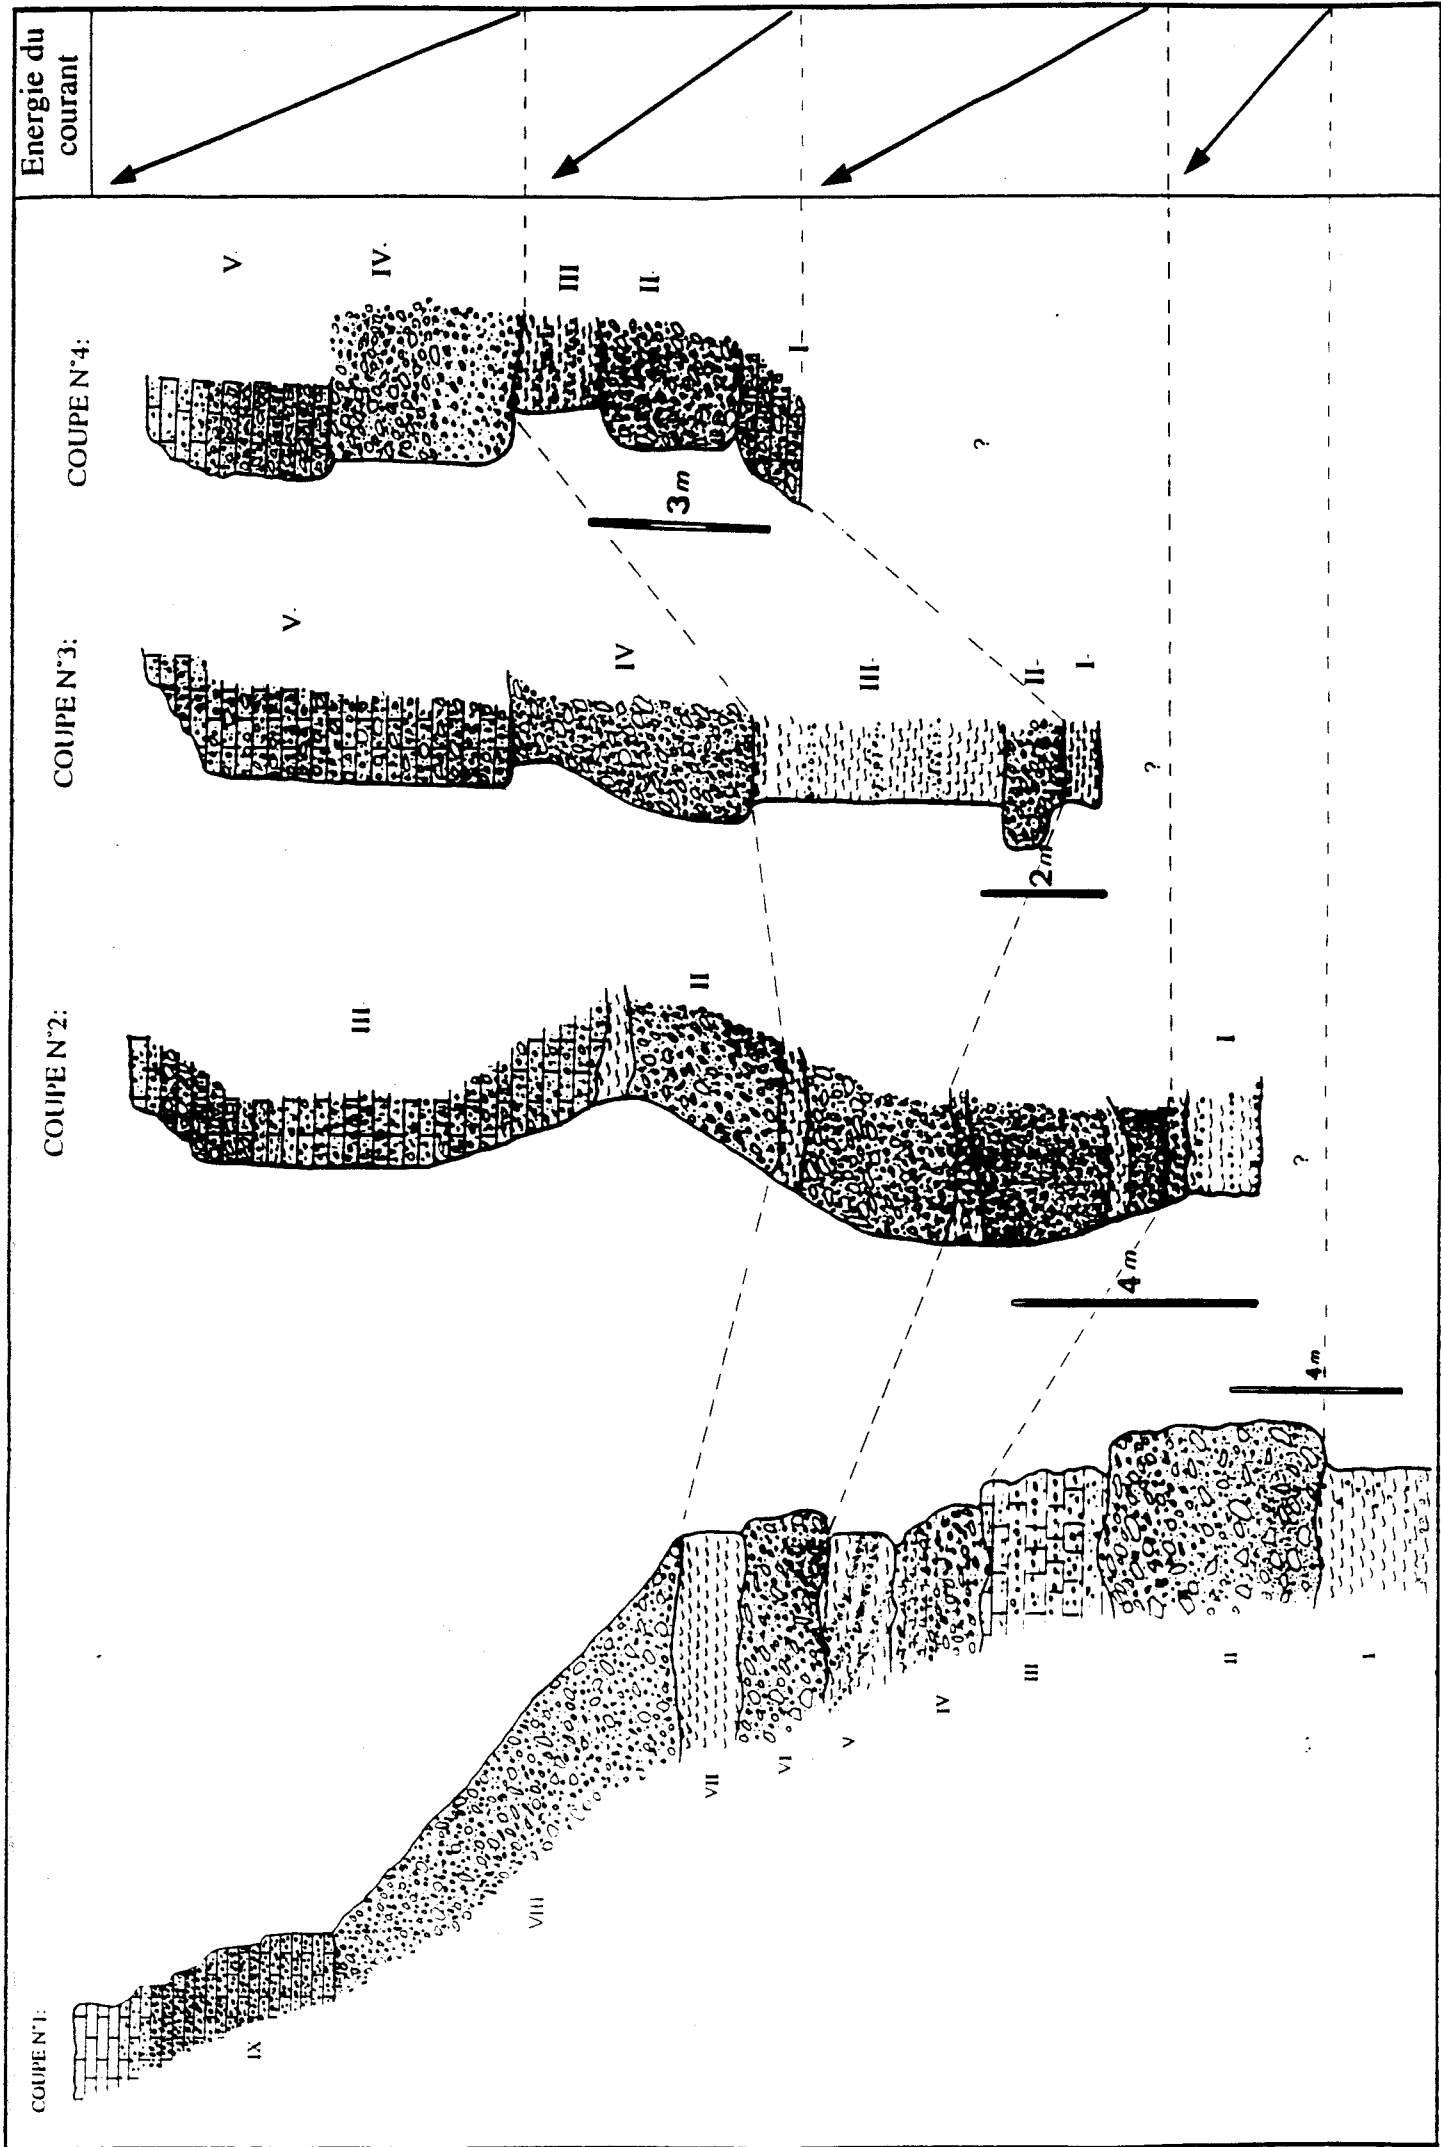 Energie du
courant
COUPE N°4:
V.
IV.
III
II
I
3m
?
COUPE N°3:
V.
IV
III
II
I
2m
?
COUPE N°2:
III
II
I
4m
?
COUPE N°1:
IX
VIII
VII
VI
V
IV
III
II
I
4m